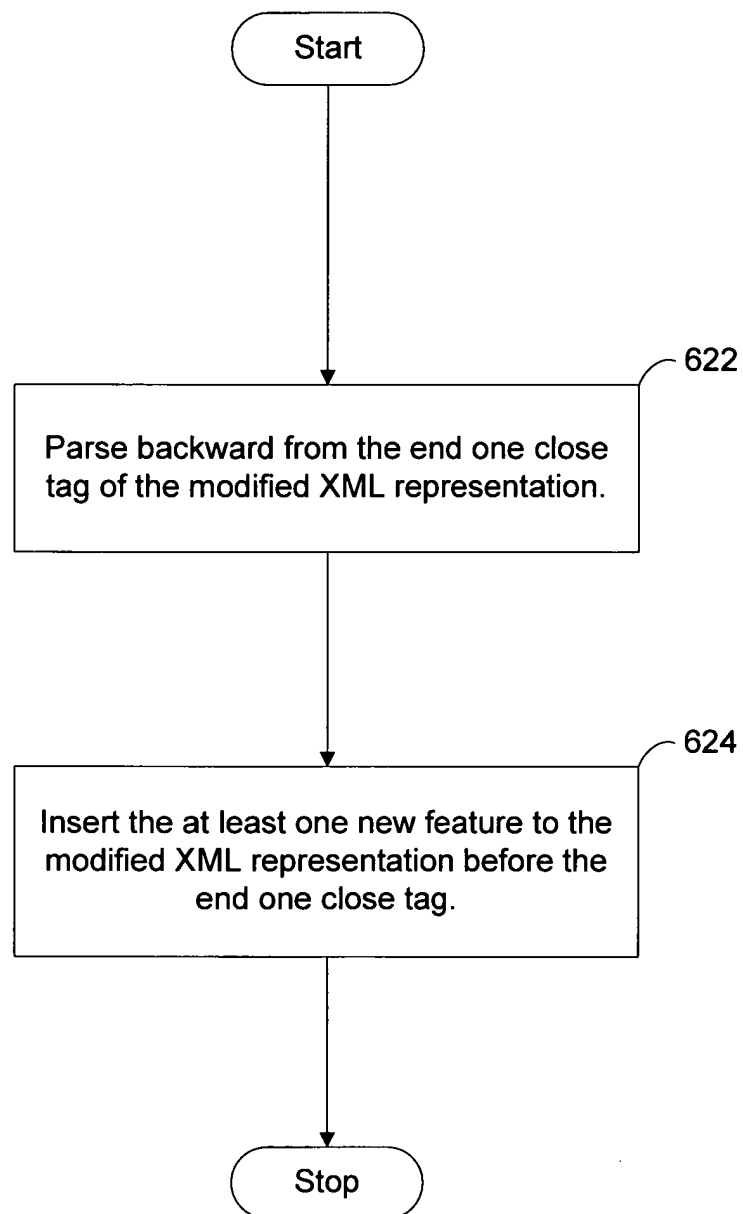 Start
622
Parse backward from the end one close
tag of the modified XML representation.
624
Insert the at least one new feature to the
modified XML representation before the
end one close tag.
Stop